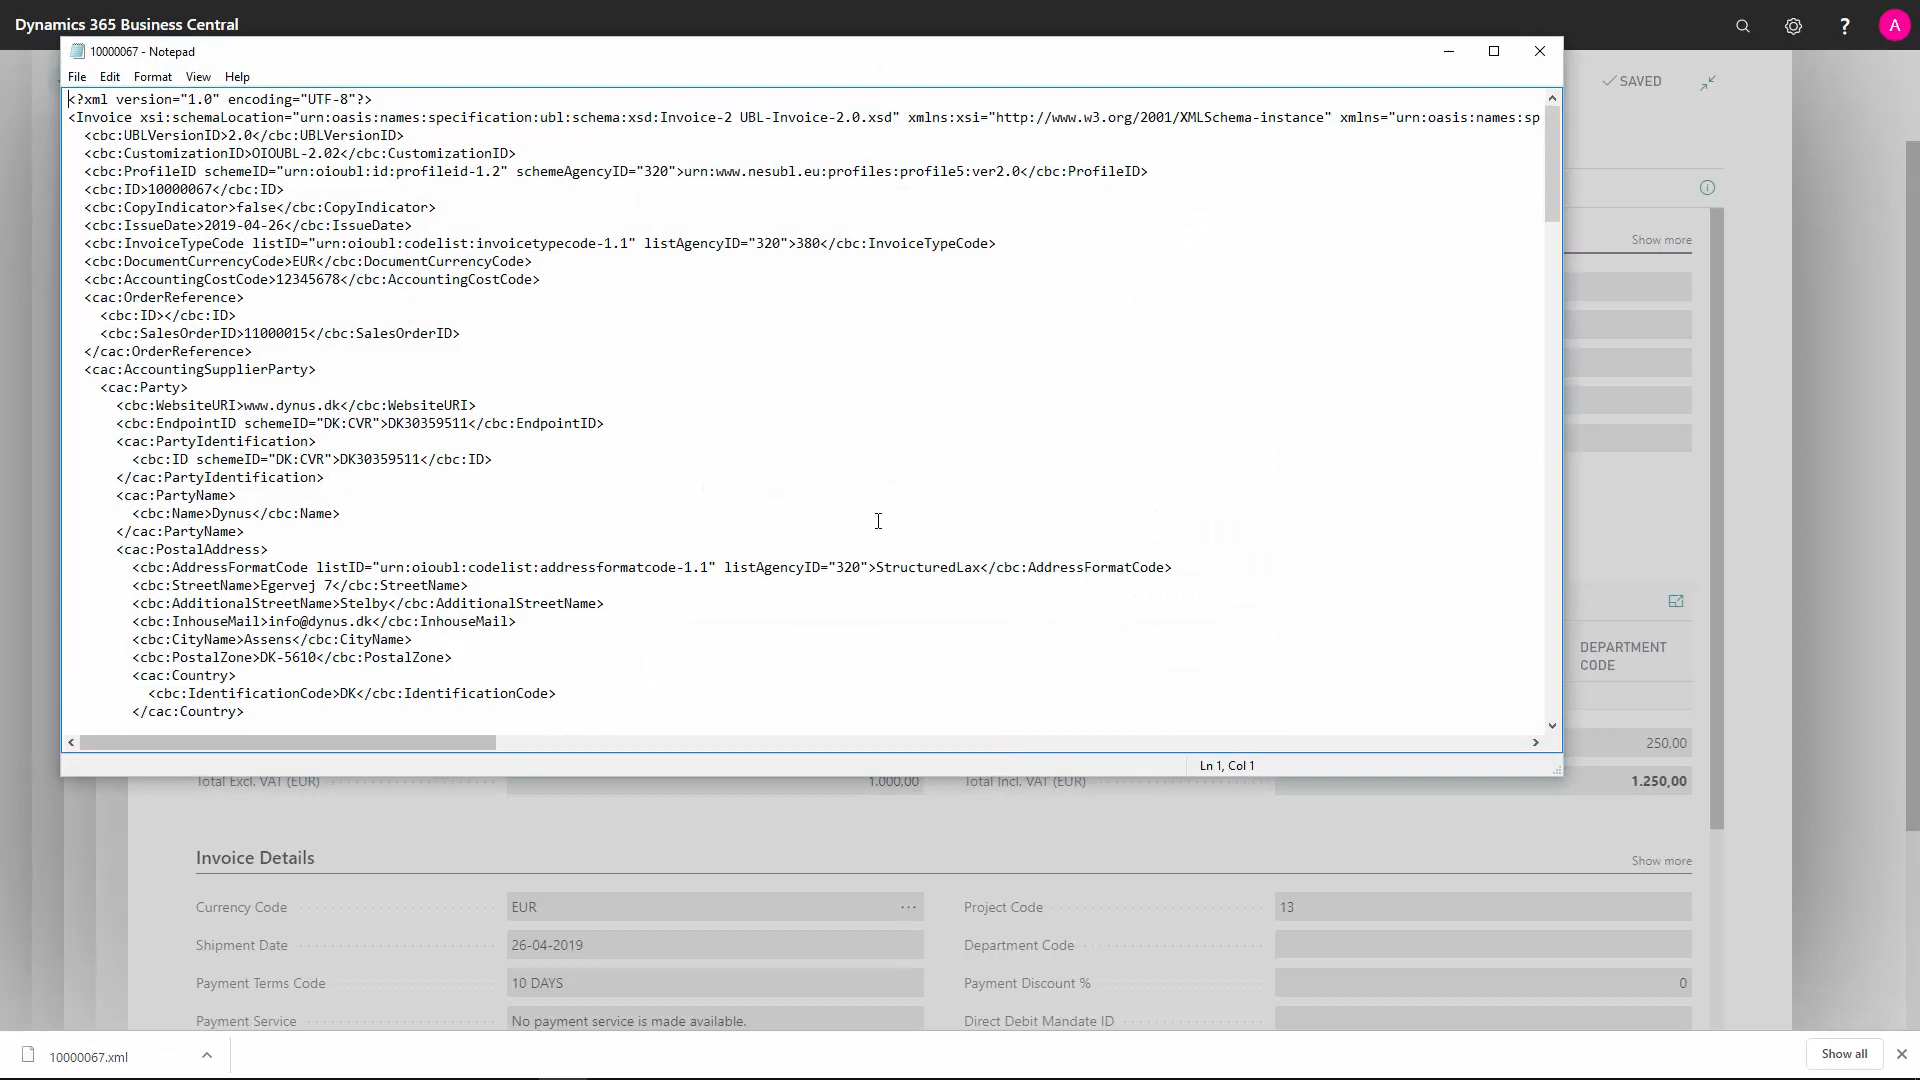 Dynamics 365 Business Central
?
A
10000067 - Notepad
File Edit Format View Help
<?xml version="1.0" encoding="UTF-8"?>
<Invoice xsi:schemaLocation="urn:oasis:names:specification:ubl:schema:xsd:Invoice-2 UBL-Invoice-2.0.xsd" xmlns:xsi="http://www.w3.org/2001/XMLSchema-instance" xmlns="urn:oasis:names:sp
<cbc:UBLVersionID>2.0</cbc:UBLVersionID>
<cbc:CustomizationID>OIOUBL-2.02</cbc:CustomizationID>
<cbc:ProfileID schemeID="urn:oioubl:id:profileid-1.2" schemeAgencyID="320">urn:www.nesubl.eu:profiles:profile5:ver2.0</cbc:ProfileID>
<cbc:ID>10000067</cbc:ID>
<cbc:CopyIndicator>false</cbc:CopyIndicator>
<cbc:IssueDate>2019-04-26</cbc:IssueDate>
<cbc:InvoiceTypeCode listID="urn:oioubl:codelist:invoicetypecode-1.1" listAgencyID="320">380</cbc:InvoiceTypeCode>
<cbc:DocumentCurrencyCode>EUR</cbc:DocumentCurrencyCode>
<cbc:AccountingCostCode>12345678</cbc:AccountingCostCode>
<cac:OrderReference>
<cbc:ID></cbc:ID>
<cbc:SalesOrderID>11000015</cbc:SalesOrderID>
</cac:OrderReference>
<cac:AccountingSupplierParty>
<cac:Party>
<cbc:WebsiteURI>www.dynus.dk</cbc:WebsiteURI>
<cbc:EndpointID schemeID="DK:CVR">DK30359511</cbc:EndpointID>
<cac:PartyIdentification>
<cbc:ID schemeID="DK:CVR">DK30359511</cbc:ID>
</cac:PartyIdentification>
<cac:PartyName>
<cbc:Name>Dynus</cbc:Name>
</cac:PartyName>
<cac:PostalAddress>
<cbc:AddressFormatCode listID="urn:oioubl:codelist:addressformatcode-1.1" listAgencyID="320">StructuredLax</cbc:AddressFormatCode>
<cbc:StreetName>Egervej 7</cbc:StreetName>
<cbc:AdditionalStreetName>Stelby</cbc:AdditionalStreetName>
<cbc:InhouseMail>info@dynus.dk</cbc:InhouseMail>
<cbc:CityName>Assens</cbc:CityName>
<cbc:PostalZone>DK-5610</cbc:PostalZone>
<cac:Country>
<cbc:IdentificationCode>DK</cbc:IdentificationCode>
</cac:Country>
Ln 1, Col 1
SAVED
Show more
DEPARTMENT
CODE
250,00
Total Excl. VAT (EUR) 1.000,00 Total Incl. VAT (EUR) 1.250,00
Invoice Details Show more
Currency Code EUR ... Project Code 13
Shipment Date 26-04-2019 Department Code
Payment Terms Code 10 DAYS Payment Discount % 0
Payment Service No payment service is made available. Direct Debit Mandate ID
10000067.xml Show all